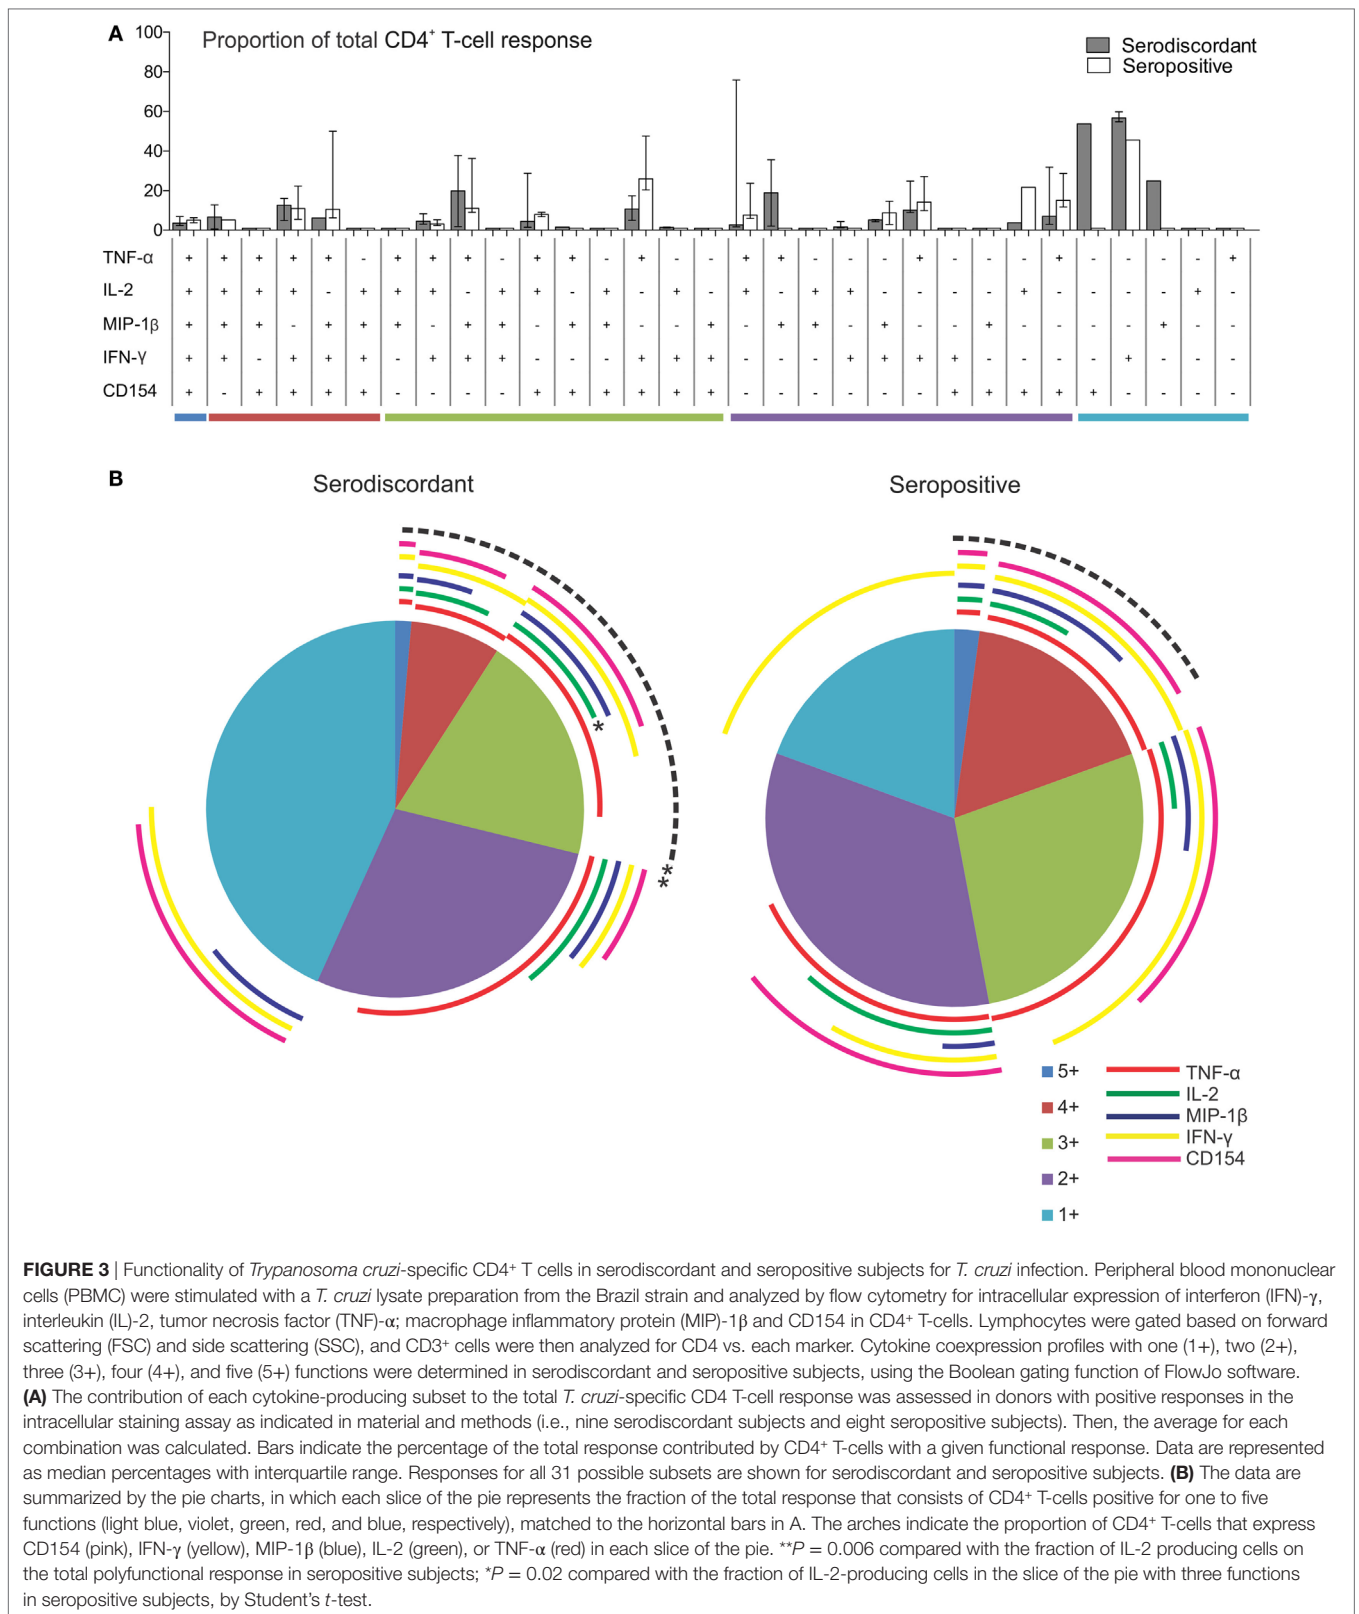 A
100
80
60
40
20
0
Proportion of total CD4⁺ T-cell response
Serodiscordant
Seropositive
TNF-α + + + + + - + + + - + + - - - - + + - - - + - - - + - - - - +
IL-2 + + + + - + + + - + + - + - + - + - + + - - - - + - - - - + -
MIP-1β + + + - + + + - + + - + + - - + - + + - + - - + - - - - + - -
IFN-γ + + - + + + - + + + - - - + + + - - - + + + + - - - - + - - -
CD154 + - + + + + - - - - + + + + + + - - - - - - + + + + + - - - -
B
Serodiscordant
Seropositive
*
**
5+
4+
3+
2+
1+
TNF-α
IL-2
MIP-1β
IFN-γ
CD154
FIGURE 3 | Functionality of Trypanosoma cruzi-specific CD4⁺ T cells in serodiscordant and seropositive subjects for T. cruzi infection. Peripheral blood mononuclear
cells (PBMC) were stimulated with a T. cruzi lysate preparation from the Brazil strain and analyzed by flow cytometry for intracellular expression of interferon (IFN)-γ,
interleukin (IL)-2, tumor necrosis factor (TNF)-α; macrophage inflammatory protein (MIP)-1β and CD154 in CD4⁺ T-cells. Lymphocytes were gated based on forward
scattering (FSC) and side scattering (SSC), and CD3⁺ cells were then analyzed for CD4 vs. each marker. Cytokine coexpression profiles with one (1+), two (2+),
three (3+), four (4+), and five (5+) functions were determined in serodiscordant and seropositive subjects, using the Boolean gating function of FlowJo software.
(A) The contribution of each cytokine-producing subset to the total T. cruzi-specific CD4 T-cell response was assessed in donors with positive responses in the
intracellular staining assay as indicated in material and methods (i.e., nine serodiscordant subjects and eight seropositive subjects). Then, the average for each
combination was calculated. Bars indicate the percentage of the total response contributed by CD4⁺ T-cells with a given functional response. Data are represented
as median percentages with interquartile range. Responses for all 31 possible subsets are shown for serodiscordant and seropositive subjects. (B) The data are
summarized by the pie charts, in which each slice of the pie represents the fraction of the total response that consists of CD4⁺ T-cells positive for one to five
functions (light blue, violet, green, red, and blue, respectively), matched to the horizontal bars in A. The arches indicate the proportion of CD4⁺ T-cells that express
CD154 (pink), IFN-γ (yellow), MIP-1β (blue), IL-2 (green), or TNF-α (red) in each slice of the pie. **P = 0.006 compared with the fraction of IL-2 producing cells on
the total polyfunctional response in seropositive subjects; *P = 0.02 compared with the fraction of IL-2-producing cells in the slice of the pie with three functions
in seropositive subjects, by Student's t-test.